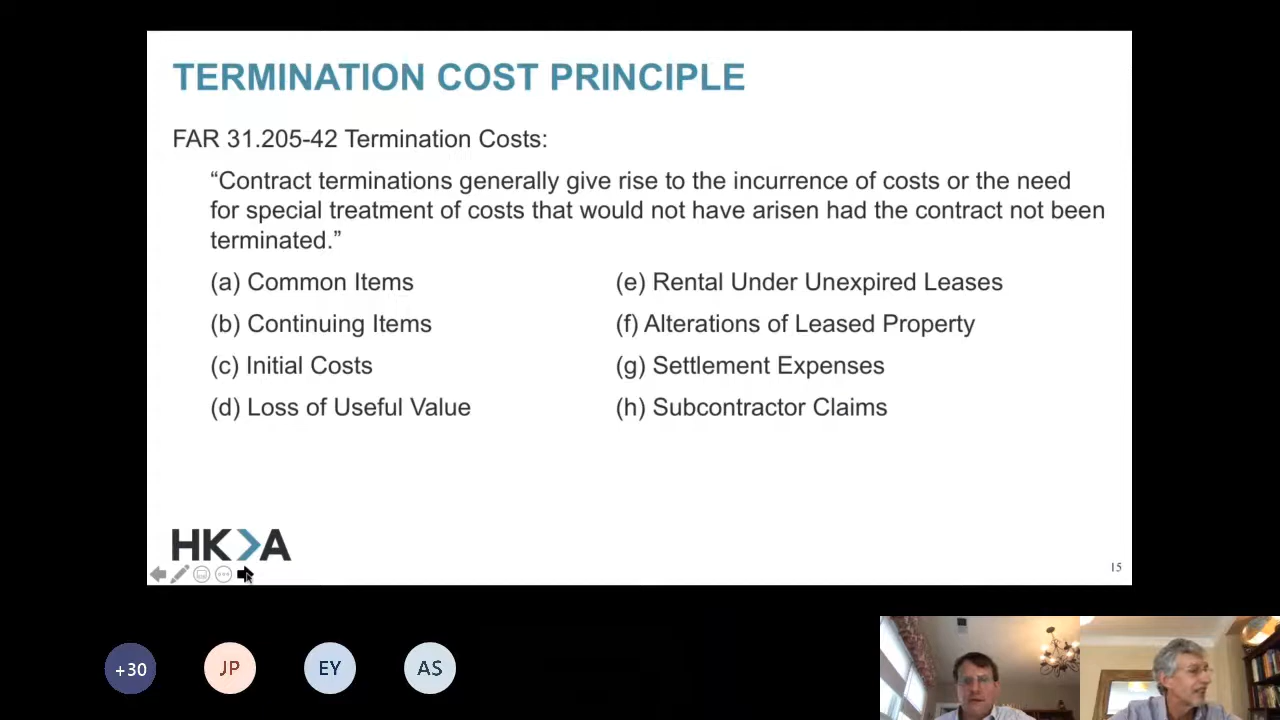 TERMINATION COST PRINCIPLE
FAR 31.205-42 Termination Costs:
“Contract terminations generally give rise to the incurrence of costs or the need
for special treatment of costs that would not have arisen had the contract not been
terminated.”
(a) Common Items
(b) Continuing Items
(c) Initial Costs
(d) Loss of Useful Value
(e) Rental Under Unexpired Leases
(f) Alterations of Leased Property
(g) Settlement Expenses
(h) Subcontractor Claims
HKA
15
+30
JP
EY
AS